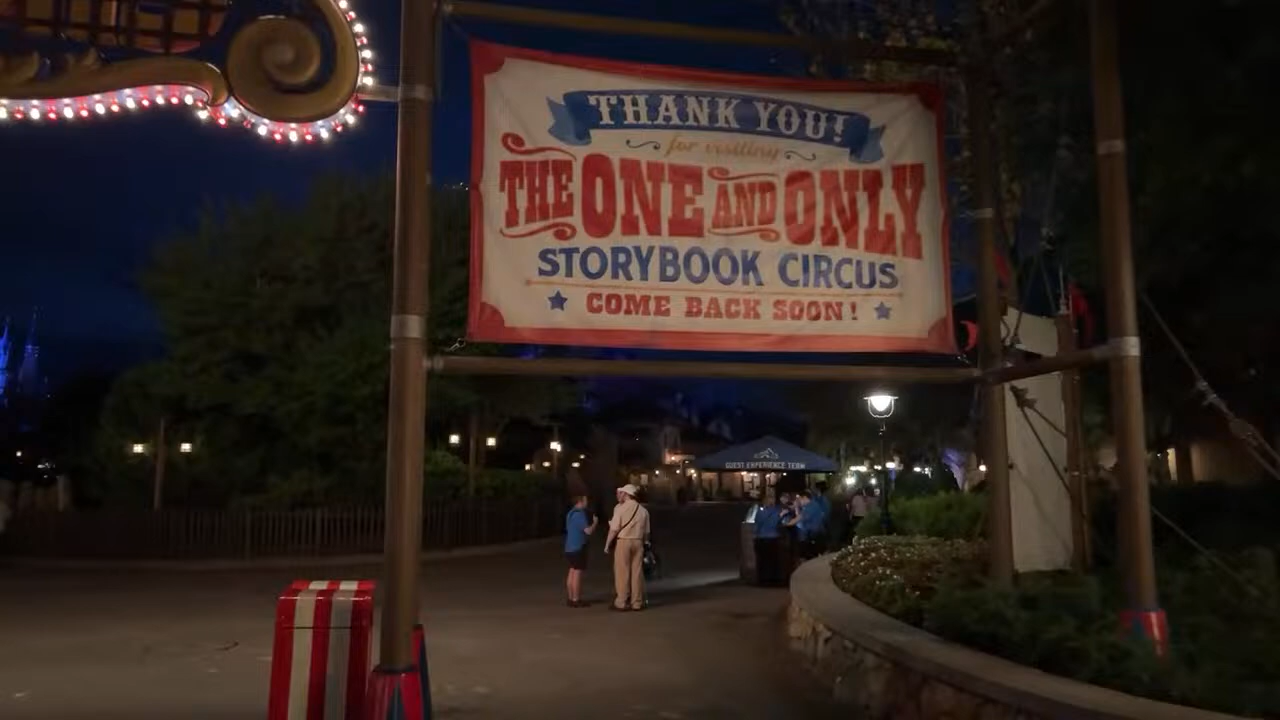 THANK YOU!
for visiting
THE ONE AND ONLY
STORYBOOK CIRCUS
COME BACK SOON!
GUEST EXPERIENCE TEAM